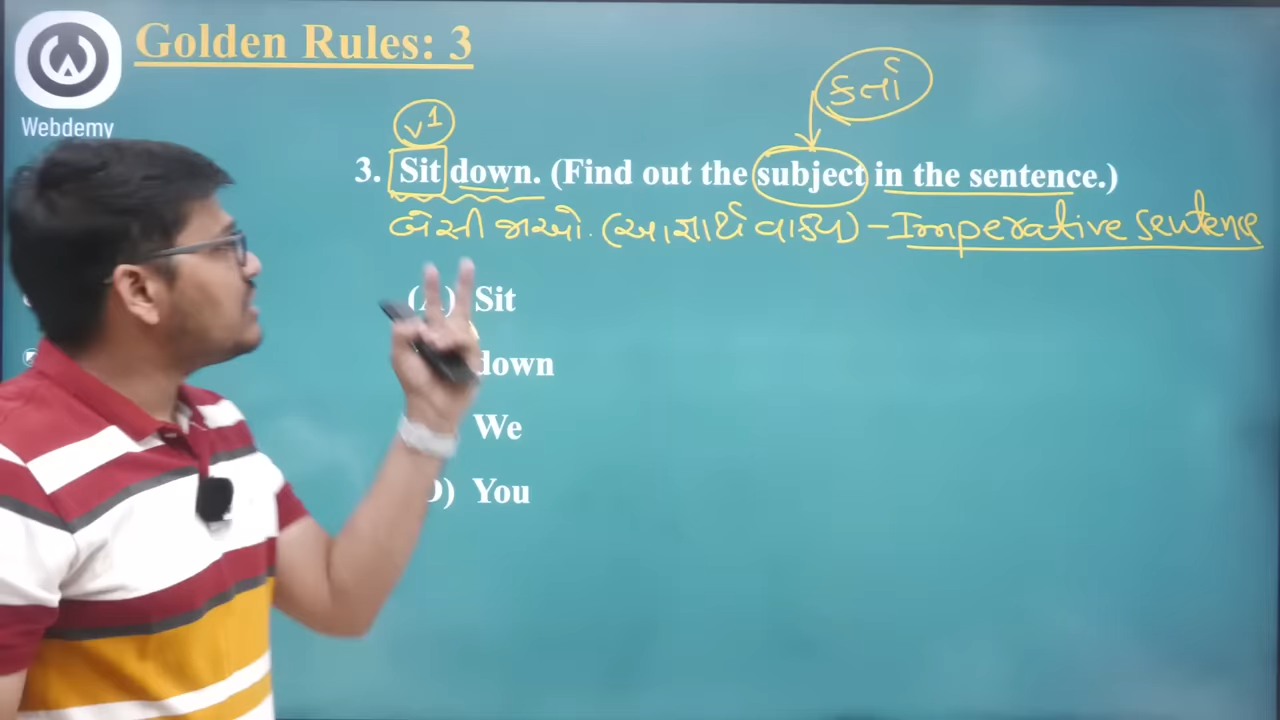 Golden Rules: 3
Webdemy
કર્તા
V1
3. Sit down. (Find out the subject in the sentence.)
બેસી જાઓ. (આજ્ઞાર્થ વાક્ય) - Imperative sentence
(A) Sit
down
We
D) You